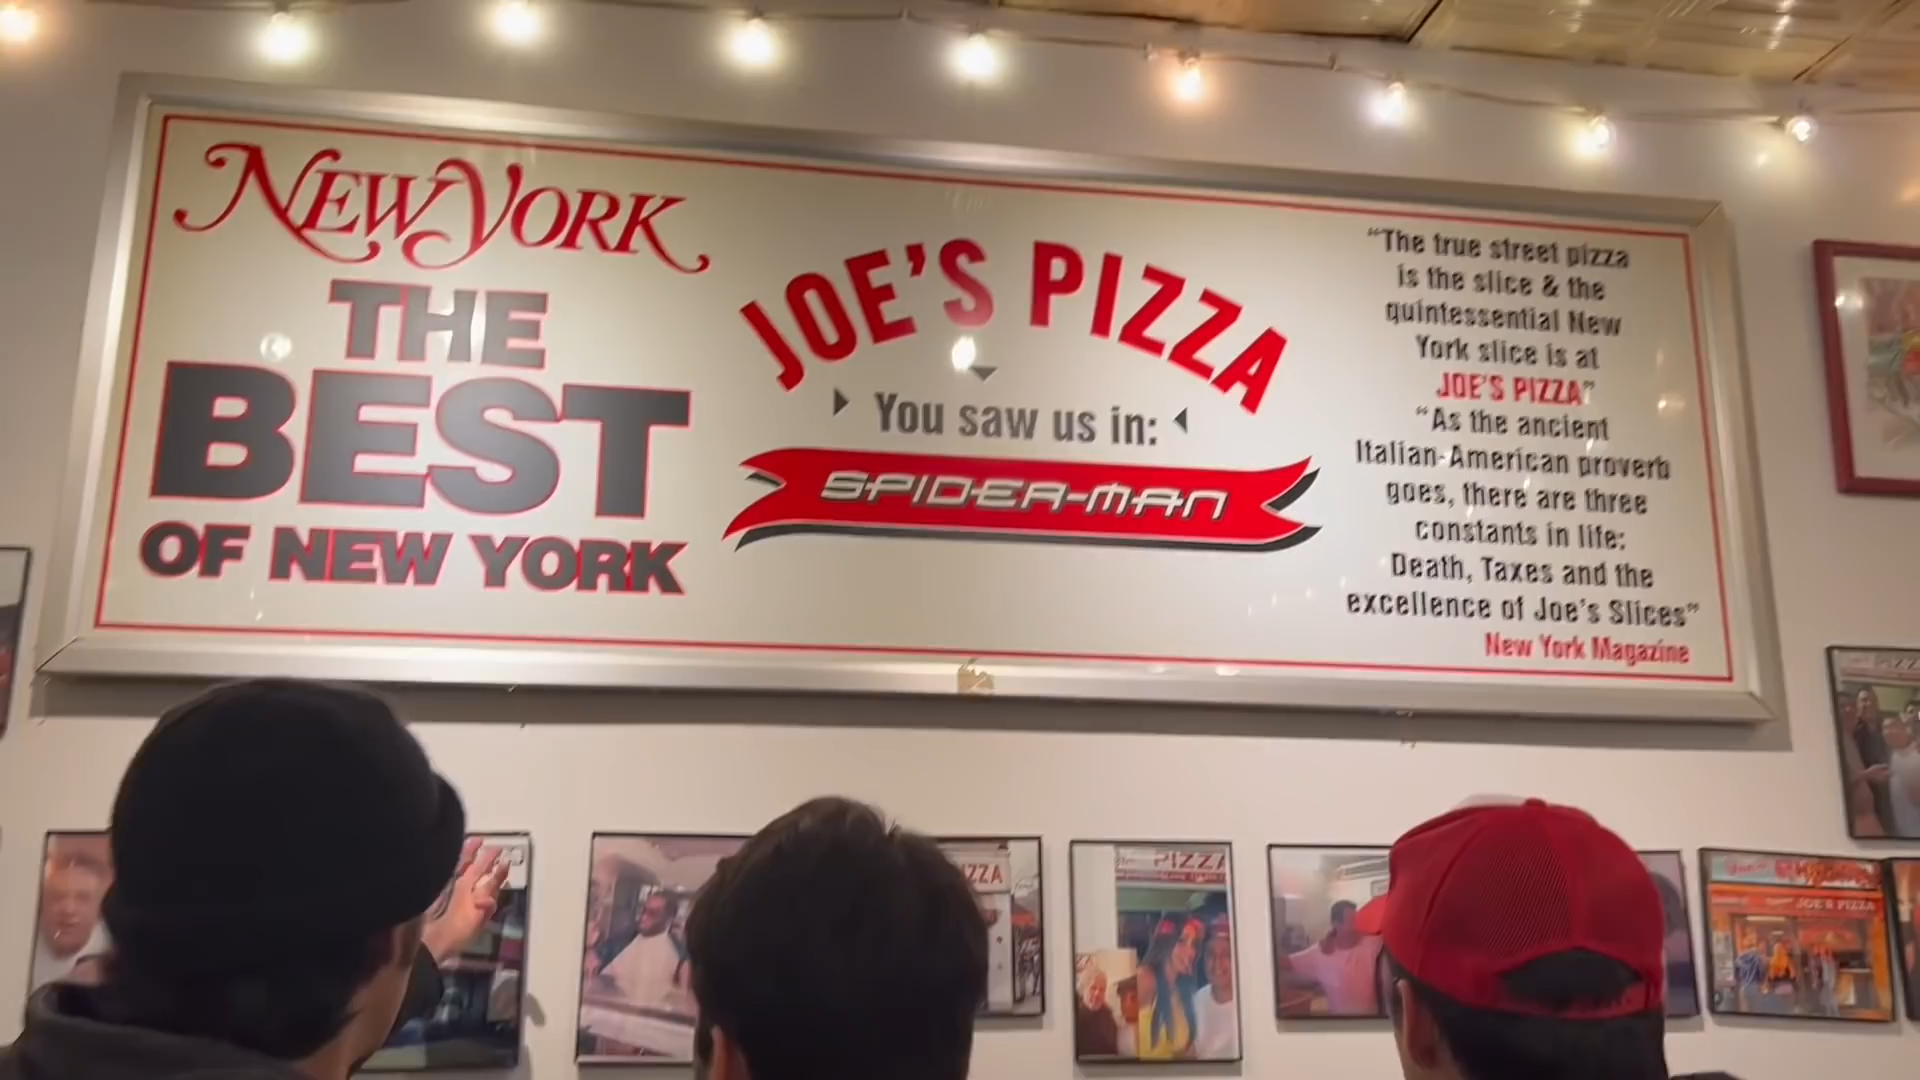 NEW YORK
THE
BEST
OF NEW YORK
JOE'S PIZZA
You saw us in:
SPIDER-MAN
“The true street pizza
is the slice & the
quintessential New
York slice is at
JOE'S PIZZA”
“As the ancient
Italian-American proverb
goes, there are three
constants in life:
Death, Taxes and the
excellence of Joe's Slices”
New York Magazine
PIZZA
JOE'S PIZZA